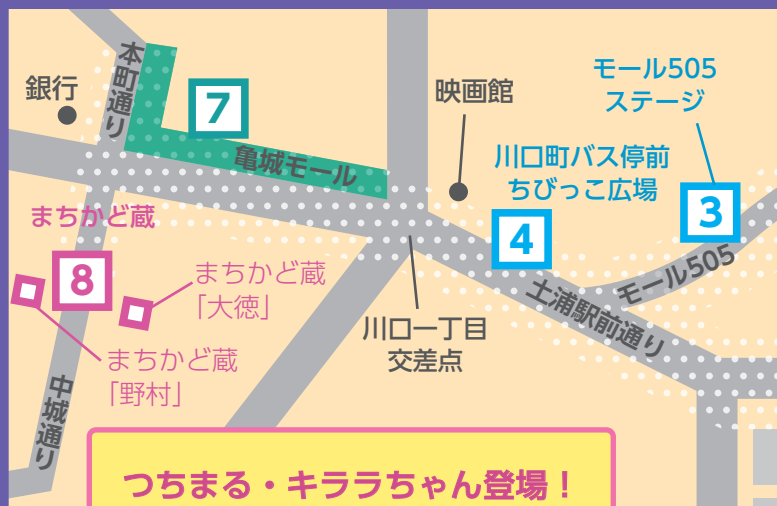 本町通り
銀行
7
亀城モール
映画館
モール505
ステージ
川口町バス停前
ちびっこ広場
3
4
モール505
土浦駅前通り
まちかど蔵
8
まちかど蔵
「大徳」
まちかど蔵
「野村」
川口一丁目
交差点
中城通り
つちまる・キララちゃん登場！